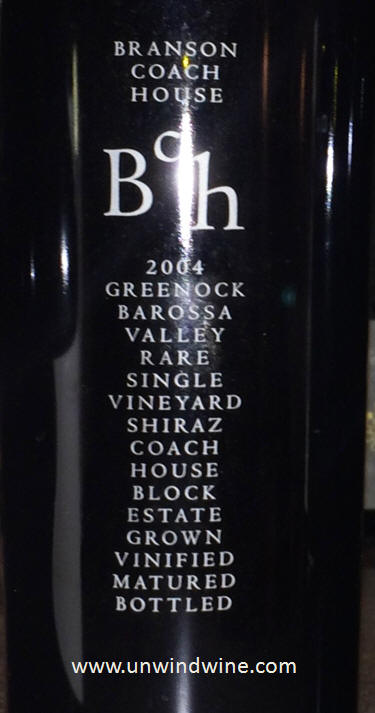 BRANSON
COACH
HOUSE
Bch
2004
GREENOCK
BAROSSA
VALLEY
RARE
SINGLE
VINEYARD
SHIRAZ
COACH
HOUSE
BLOCK
ESTATE
GROWN
VINIFIED
MATURED
BOTTLED
www.unwindwine.com